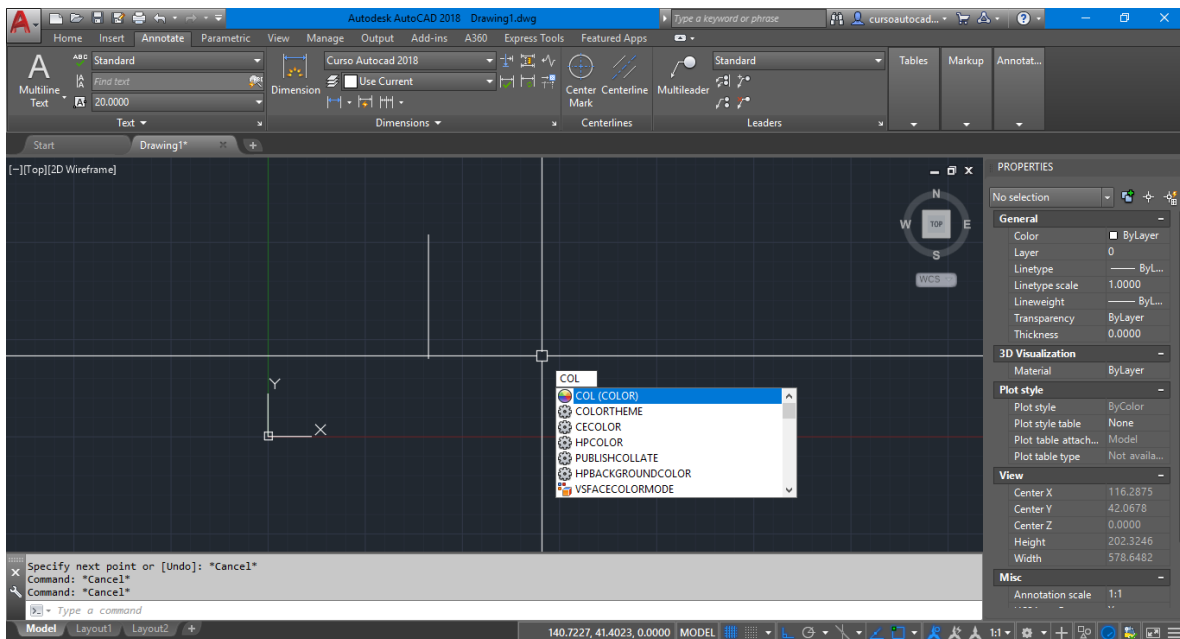 Autodesk AutoCAD 2018 Drawing1.dwg
Type a keyword or phrase
cursoautocad...
Home Insert Annotate Parametric View Manage Output Add-ins A360 Express Tools Featured Apps
A
Multiline
Text
ABC Standard
Find text
20.0000
Text
Dimension
Curso Autocad 2018
Use Current
Dimensions
Center
Mark
Centerline
Centerlines
Multileader
Standard
Leaders
Tables
Markup
Annotat...
Start Drawing1*
[−][Top][2D Wireframe]
N
W TOP E
S
WCS
Y
X
COL
COL (COLOR)
COLORTHEME
CECOLOR
HPCOLOR
PUBLISHCOLLATE
HPBACKGROUNDCOLOR
VSFACECOLORMODE
PROPERTIES
No selection
General
Color ByLayer
Layer 0
Linetype ByL...
Linetype scale 1.0000
Lineweight ByL...
Transparency ByLayer
Thickness 0.0000
3D Visualization
Material ByLayer
Plot style
Plot style ByColor
Plot style table None
Plot table attach... Model
Plot table type Not availa...
View
Center X 116.2875
Center Y 42.0678
Center Z 0.0000
Height 202.3246
Width 578.6482
Misc
Annotation scale 1:1
Specify next point or [Undo]: *Cancel*
Command: *Cancel*
Command: *Cancel*
Type a command
Model Layout1 Layout2 +
140.7227, 41.4023, 0.0000 MODEL 1:1